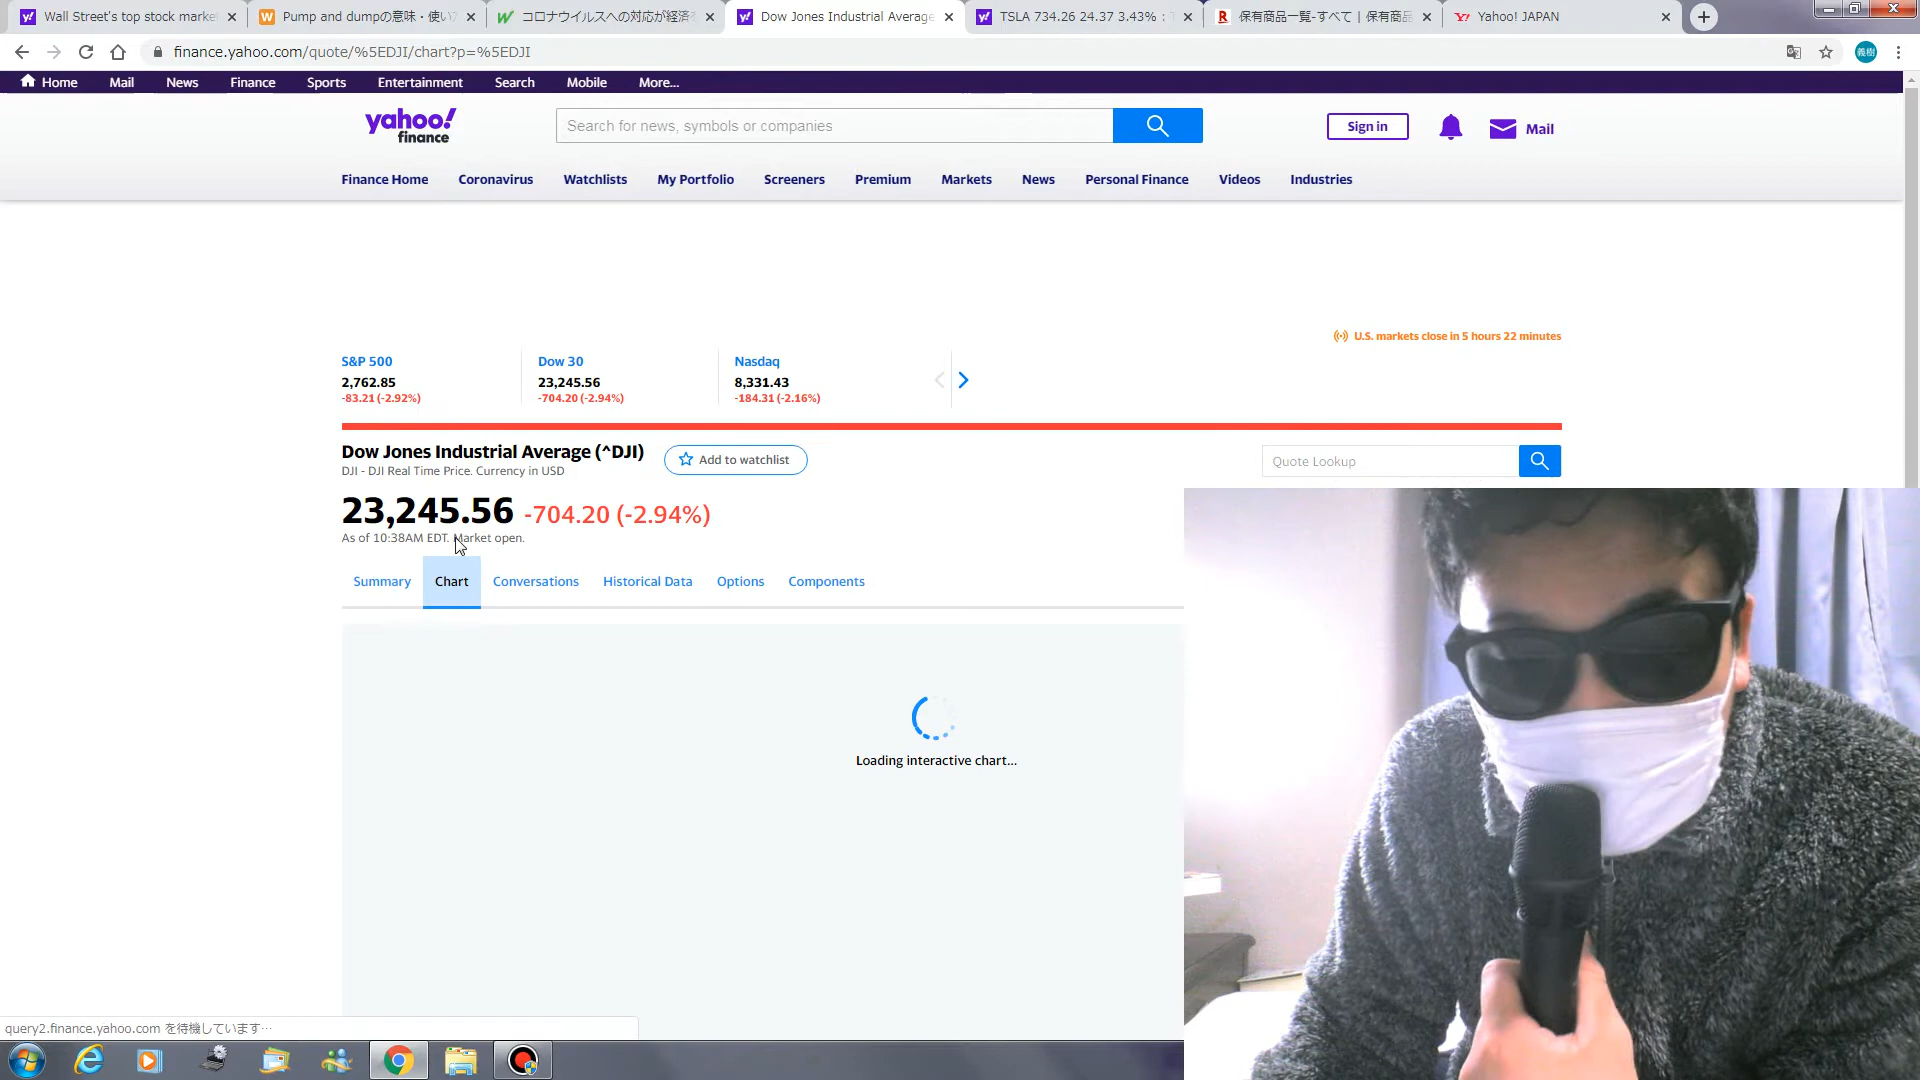 Wall Street's top stock marke
Pump and dumpの意味・使い方
コロナウイルスへの対応が経済を
Dow Jones Industrial Average
TSLA 734.26 24.37 3.43% : T
保有商品一覧-すべて | 保有商品
Yahoo! JAPAN
finance.yahoo.com/quote/%5EDJI/chart?p=%5EDJI
義樹
Home Mail News Finance Sports Entertainment Search Mobile More...
yahoo!
finance
Search for news, symbols or companies
Sign in
Mail
Finance Home Coronavirus Watchlists My Portfolio Screeners Premium Markets News Personal Finance Videos Industries
U.S. markets close in 5 hours 22 minutes
S&P 500 Dow 30 Nasdaq
2,762.85 23,245.56 8,331.43
-83.21 (-2.92%) -704.20 (-2.94%) -184.31 (-2.16%)
Dow Jones Industrial Average (^DJI)
Add to watchlist
Quote Lookup
DJI - DJI Real Time Price. Currency in USD
23,245.56 -704.20 (-2.94%)
As of 10:38AM EDT. Market open.
Summary Chart Conversations Historical Data Options Components
Loading interactive chart...
query2.finance.yahoo.com を待機しています…